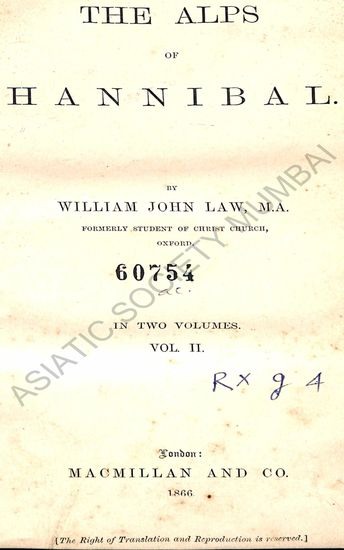 THE ALPS
OF
HANNIBAL.
BY
WILLIAM JOHN LAW, M.A.
FORMERLY STUDENT OF CHRIST CHURCH,
OXFORD.
60754
IN TWO VOLUMES.
VOL. II.
RX g 4
London:
MACMILLAN AND CO.
1866.
[The Right of Translation and Reproduction is reserved.]
ASIATIC SOCIETY MUMBAI